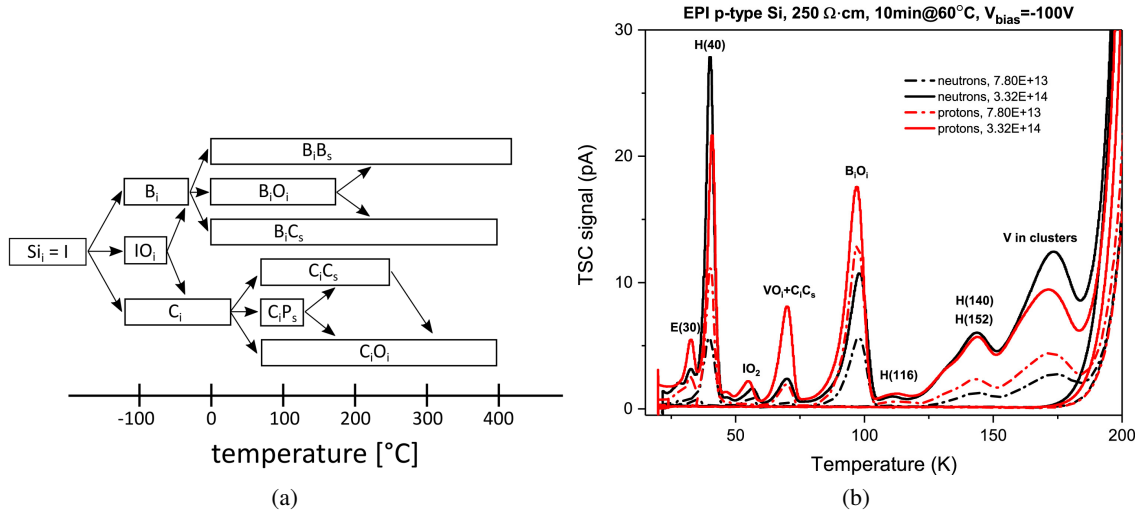 BᵢBₛ
Bᵢ
BᵢOᵢ
BᵢCₛ
Siᵢ = I
IOᵢ
CᵢCₛ
Cᵢ
CᵢPₛ
CᵢOᵢ
-100 0 100 200 300 400
temperature [°C]
(a)
EPI p-type Si, 250 Ω·cm, 10min@60°C, V_bias=-100V
TSC signal (pA)
30
20
10
0
H(40)
neutrons, 7.80E+13
neutrons, 3.32E+14
protons, 7.80E+13
protons, 3.32E+14
BᵢOᵢ
V in clusters
VOᵢ+CᵢCₛ
H(140)
H(152)
E(30)
IO₂
H(116)
50 100 150 200
Temperature (K)
(b)